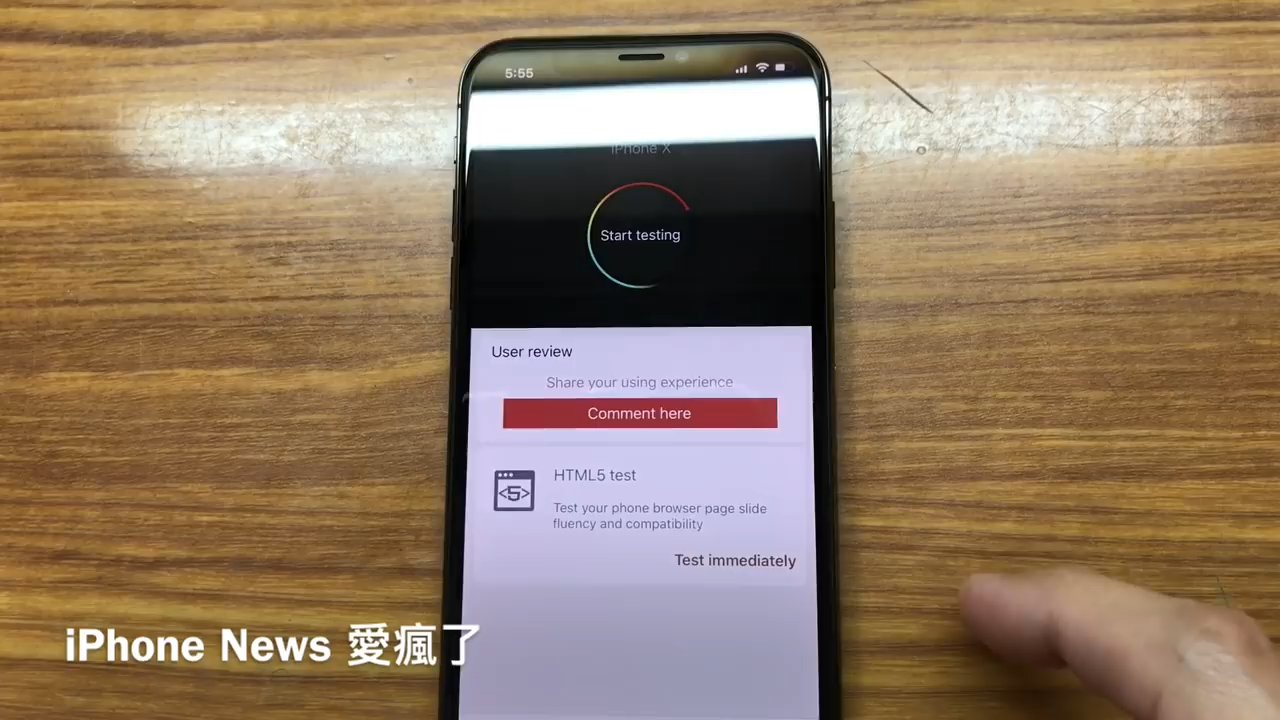 5:55
iPhone X
Start testing
User review
Share your using experience
Comment here
HTML5 test
<5>
Test your phone browser page slide
fluency and compatibility
Test immediately
iPhone News 愛瘋了